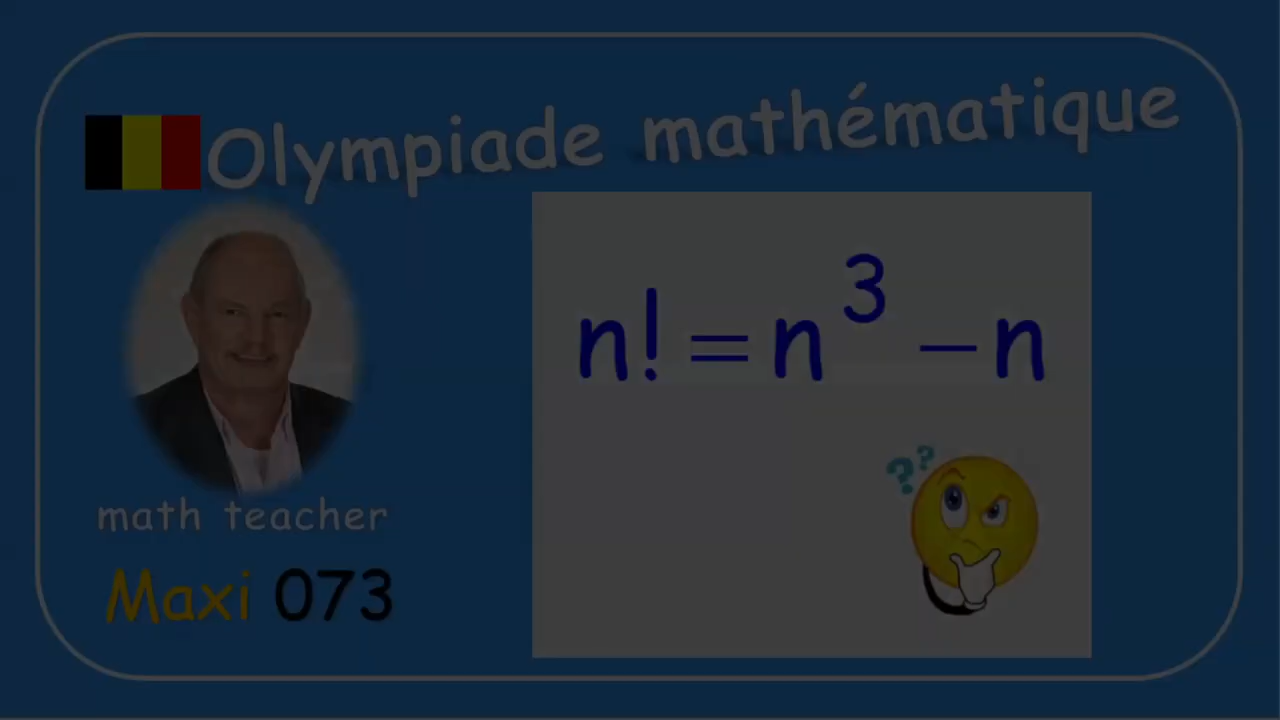 Olympiade mathématique
n! = n³ − n
??
math teacher
Maxi 073